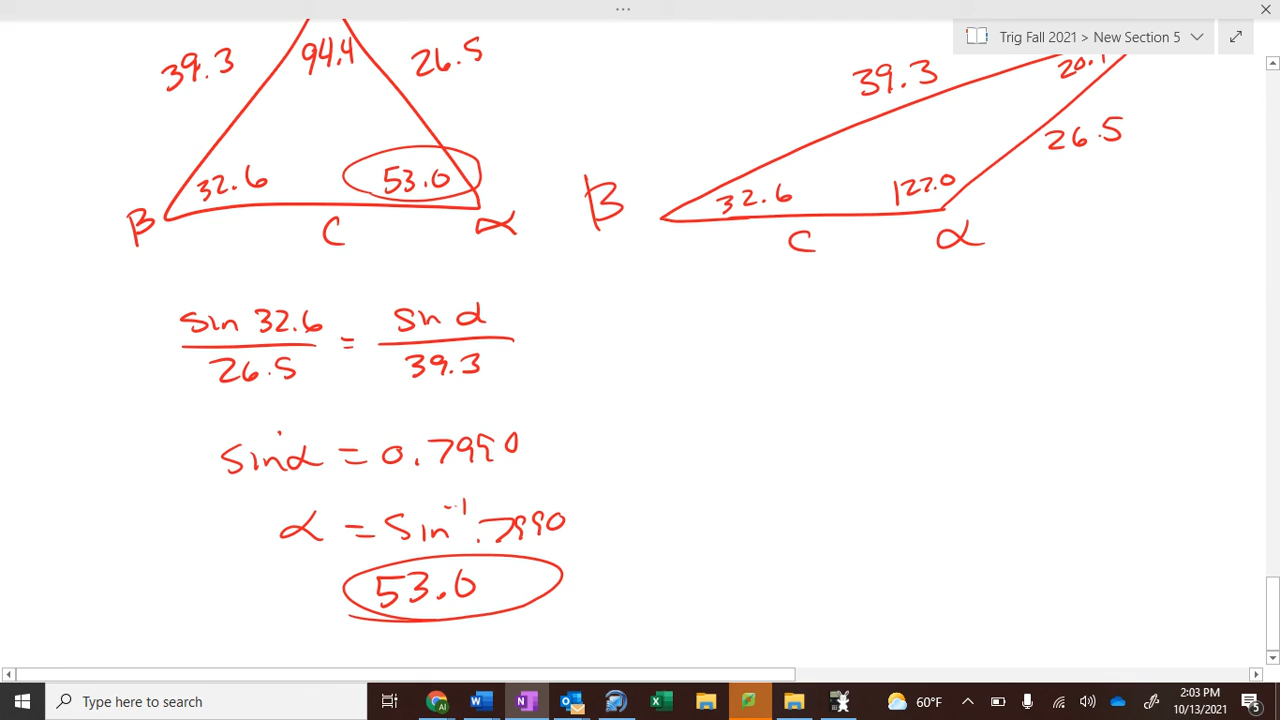 Trig Fall 2021 > New Section 5
39.3
94.4
26.5
32.6
53.0
β
C
α
39.3
26.5
β
32.6
127.0
C
α
sin 32.6 / 26.5 = sin α / 39.3
sin α = 0.7990
α = sin⁻¹ .7990
53.0
Type here to search
60°F
2:03 PM
10/13/2021
5